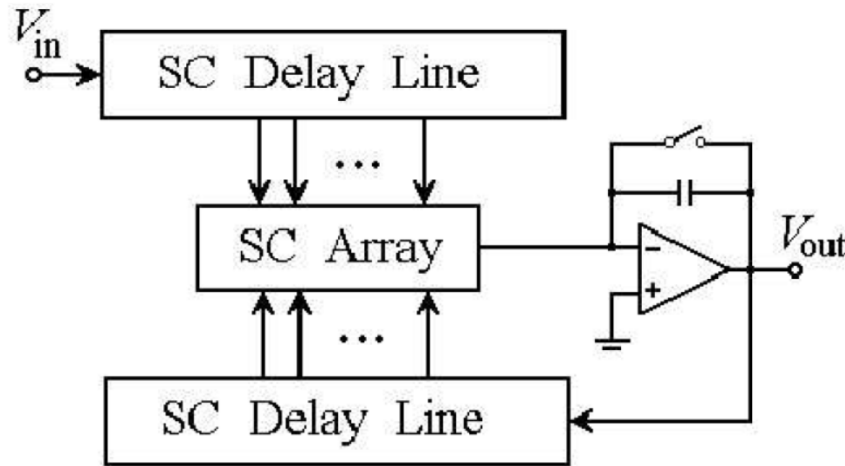 V_in
SC Delay Line
...
SC Array
−
+
V_out
...
SC Delay Line